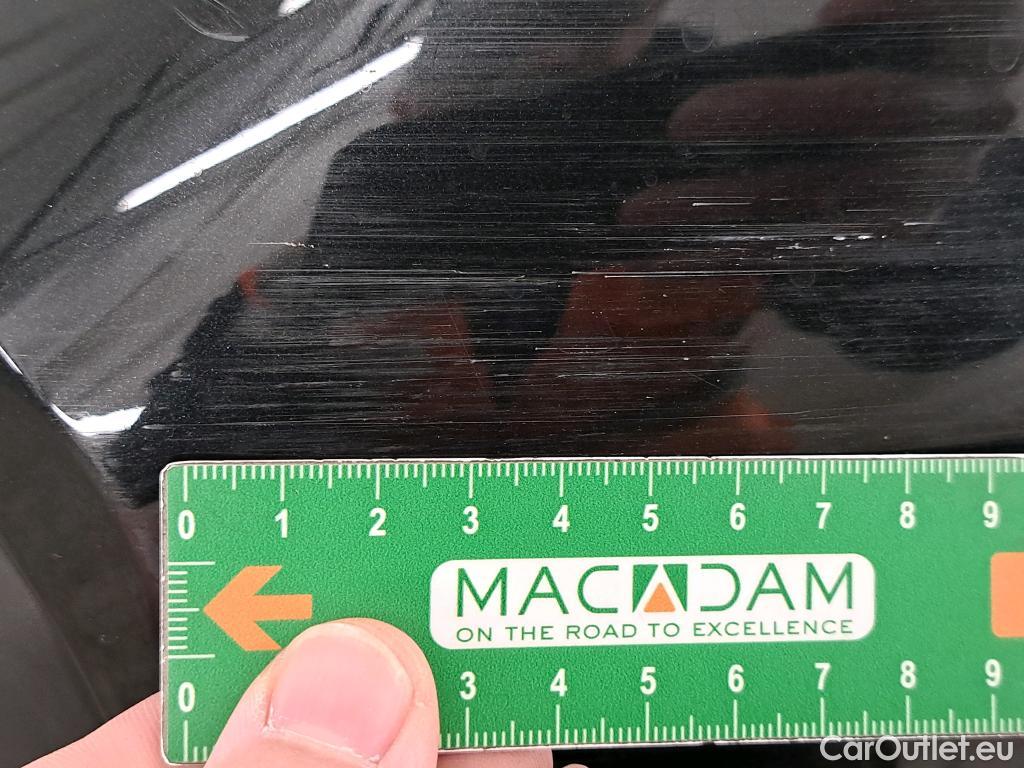 0 1 2 3 4 5 6 7 8 9
MACADAM
ON THE ROAD TO EXCELLENCE
0 3 4 5 6 7 8 9
CarOutlet.eu